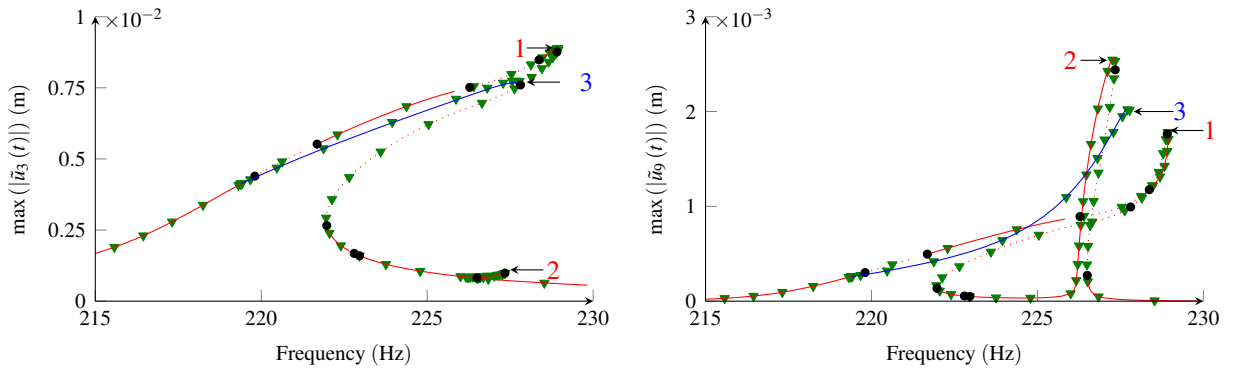 1 ×10⁻²
0.75
0.5
0.25
0
215 220 225 230
Frequency (Hz)
max (|ũ₃ (t)|) (m)
1
3
2
3 ×10⁻³
2
1
0
215 220 225 230
Frequency (Hz)
max (|ũ₉ (t)|) (m)
2
3
1